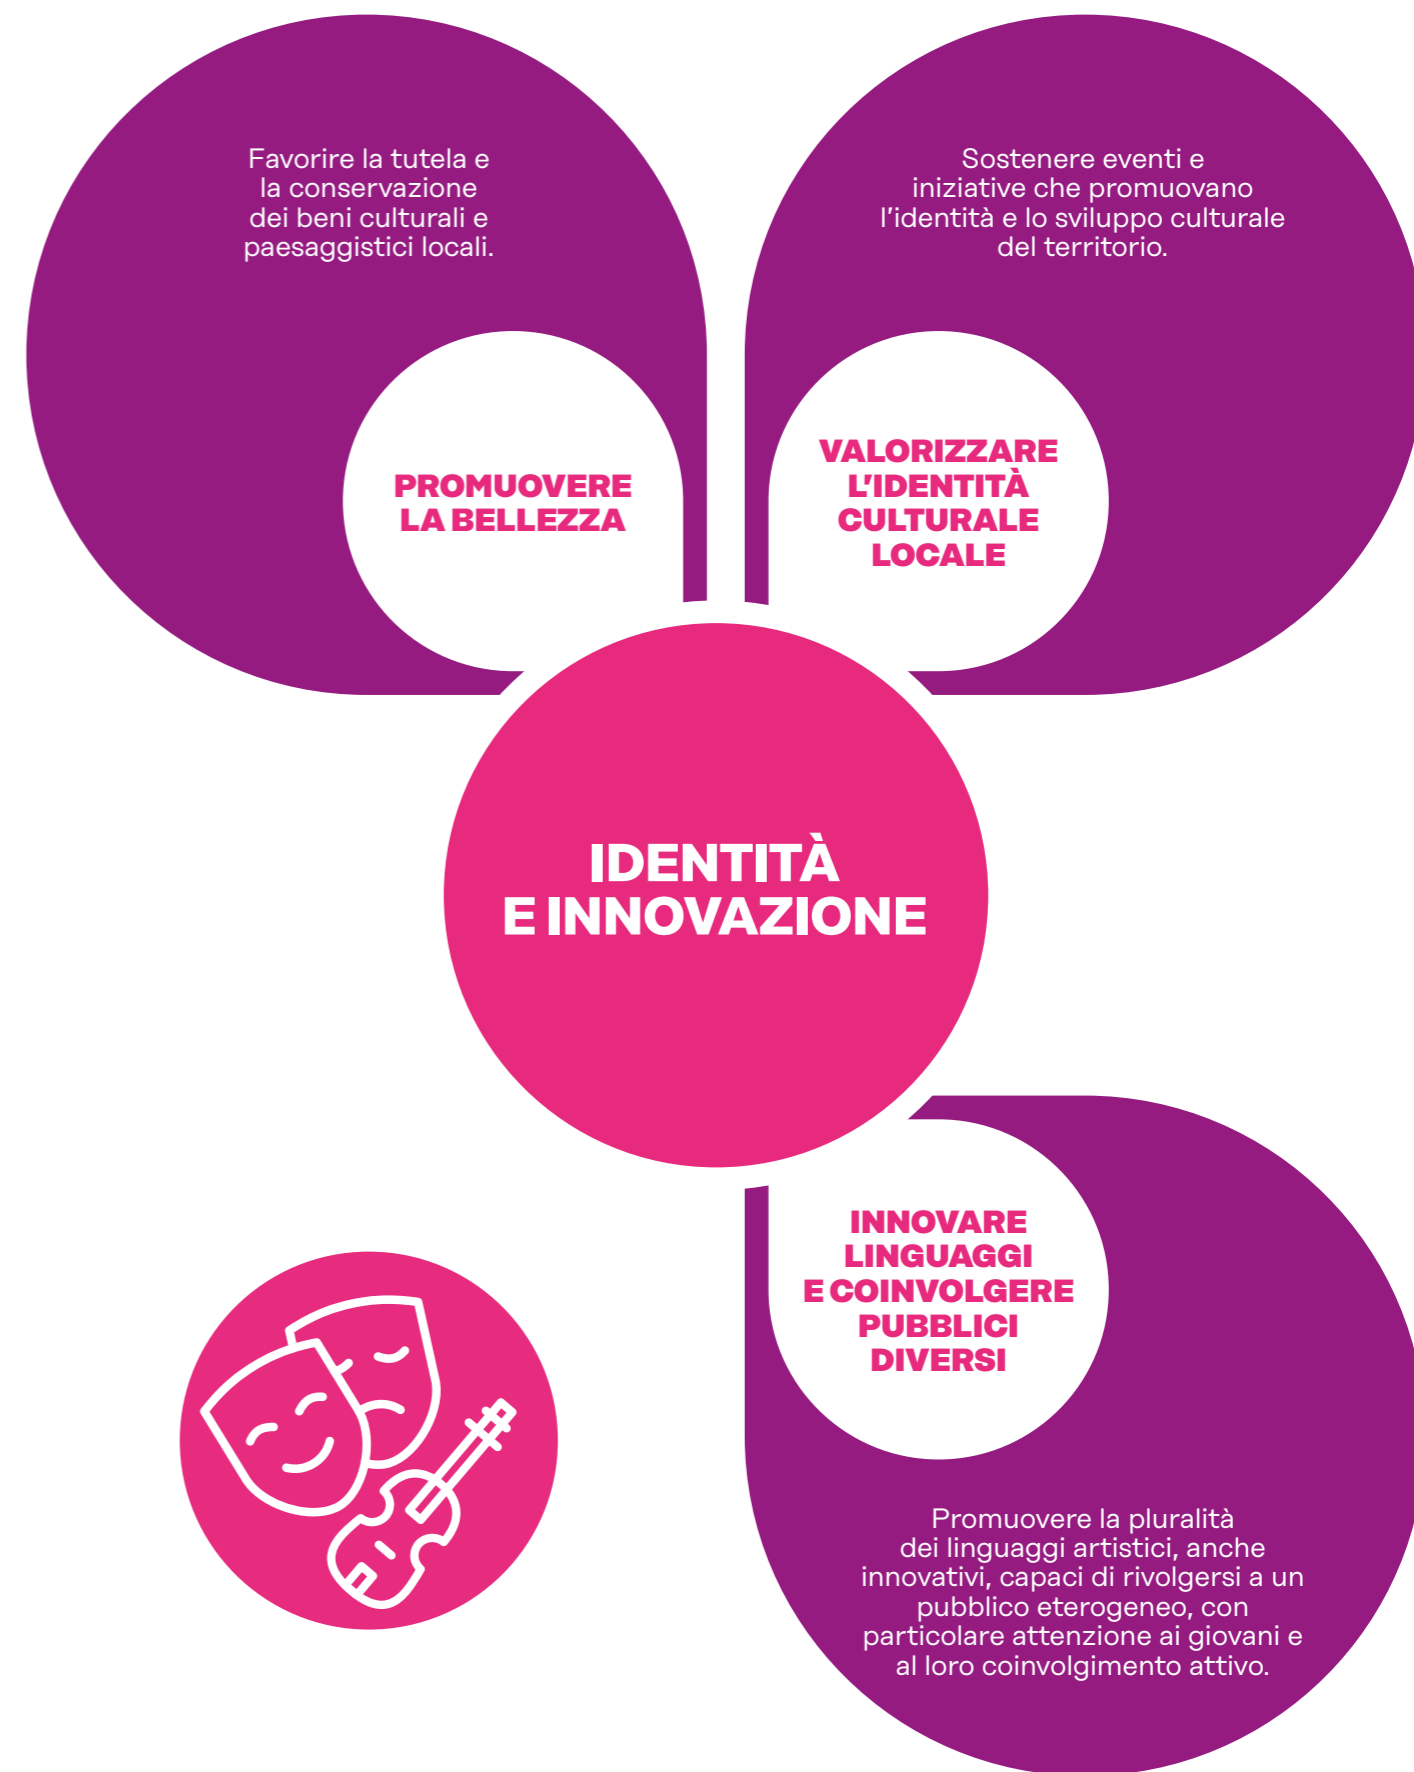 Favorire la tutela e
la conservazione
dei beni culturali e
paesaggistici locali.
PROMUOVERE
LA BELLEZZA
Sostenere eventi e
iniziative che promuovano
l'identità e lo sviluppo culturale
del territorio.
VALORIZZARE
L'IDENTITÀ
CULTURALE
LOCALE
IDENTITÀ
E INNOVAZIONE
INNOVARE
LINGUAGGI
E COINVOLGERE
PUBBLICI
DIVERSI
Promuovere la pluralità
dei linguaggi artistici, anche
innovativi, capaci di rivolgersi a un
pubblico eterogeneo, con
particolare attenzione ai giovani e
al loro coinvolgimento attivo.